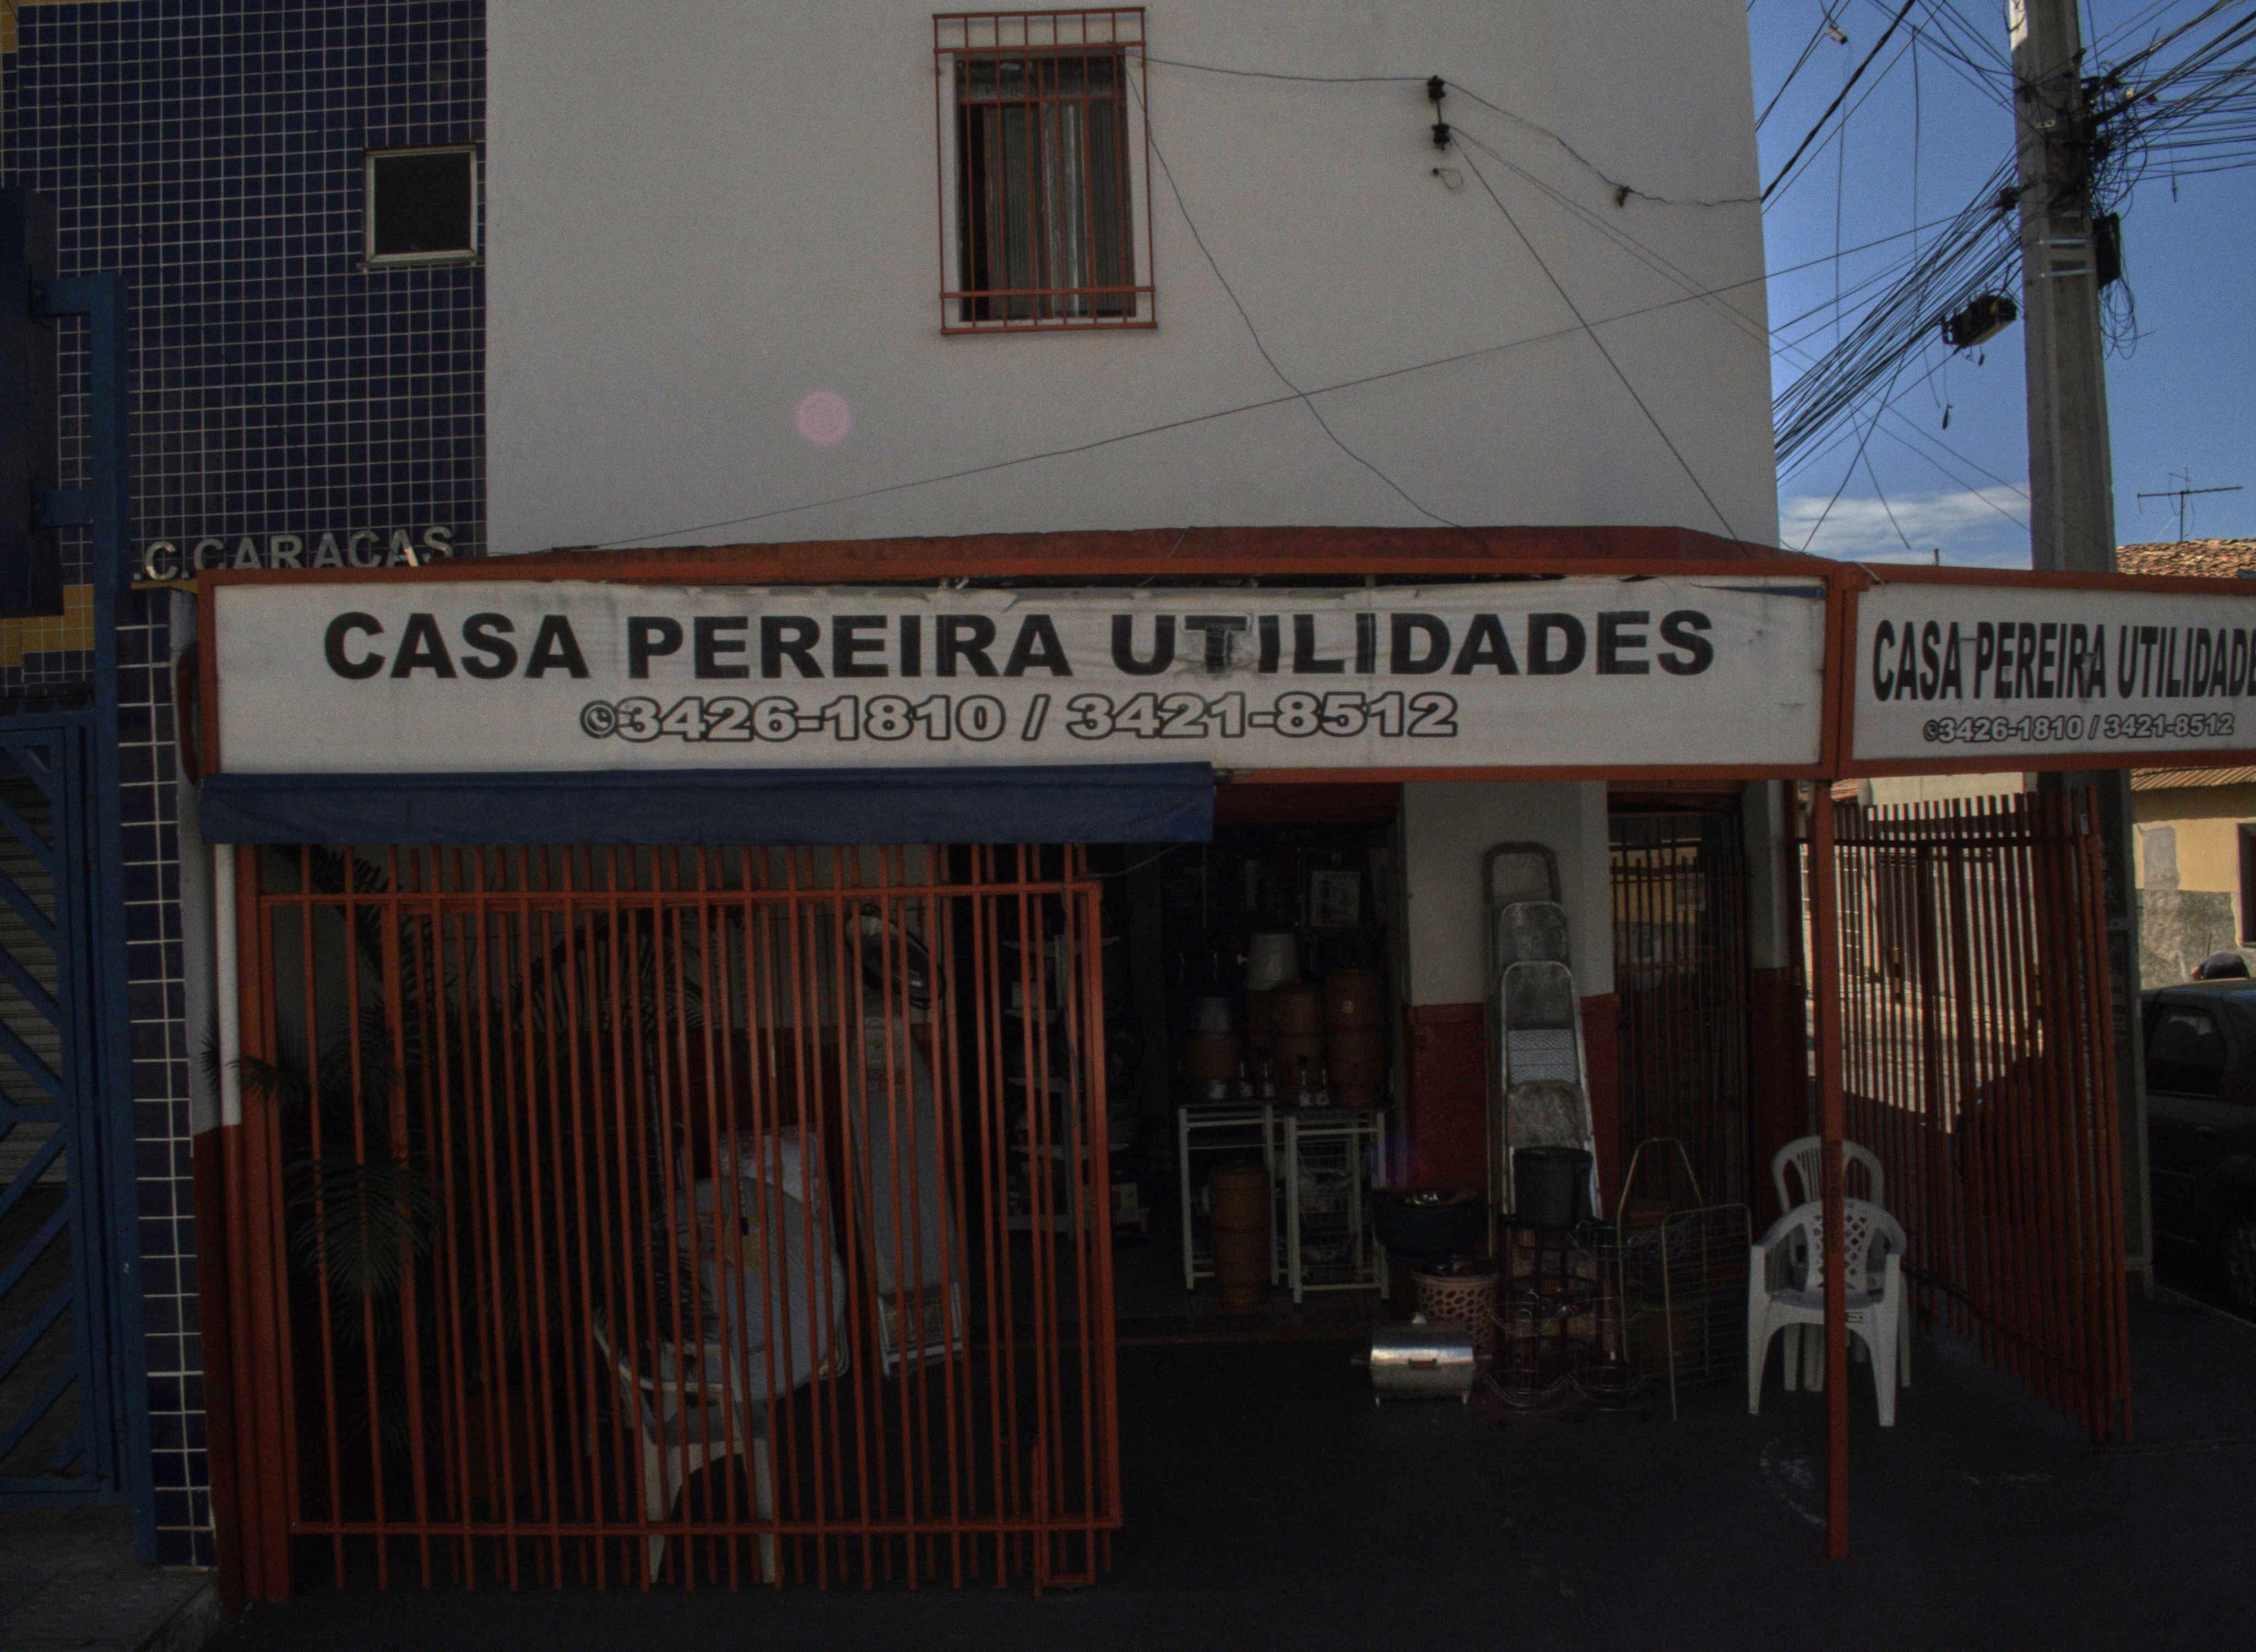 .C.CARACAS
CASA PEREIRA UTILIDADES
3426-1810 / 3421-8512
CASA PEREIRA UTILIDADE
3426-1810 / 3421-8512